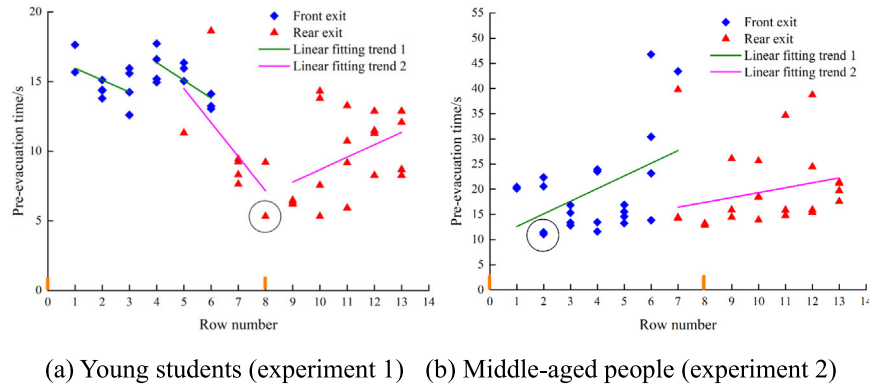 20
15
10
5
0
Pre-evacuation time/s
Front exit
Rear exit
Linear fitting trend 1
Linear fitting trend 2
0 1 2 3 4 5 6 7 8 9 10 11 12 13 14
Row number
55
50
45
40
35
30
25
20
15
10
5
0
Pre-evacuation time/s
Front exit
Rear exit
Linear fitting trend 1
Linear fitting trend 2
0 1 2 3 4 5 6 7 8 9 10 11 12 13 14
Row number
(a) Young students (experiment 1) (b) Middle-aged people (experiment 2)